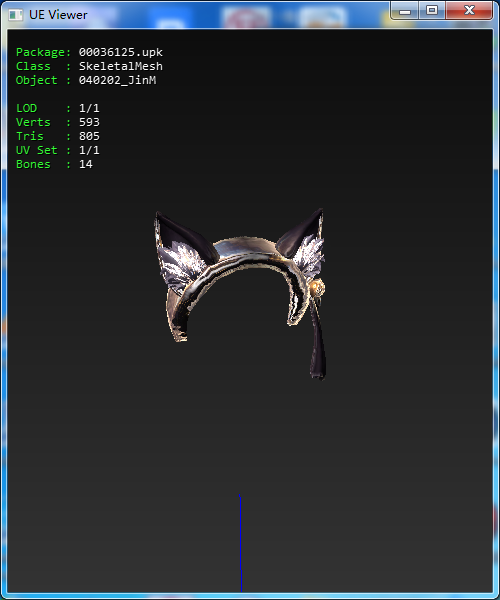 UE Viewer
Package: 00036125.upk
Class : SkeletalMesh
Object : 040202_JinM
LOD : 1/1
Verts : 593
Tris : 805
UV Set : 1/1
Bones : 14